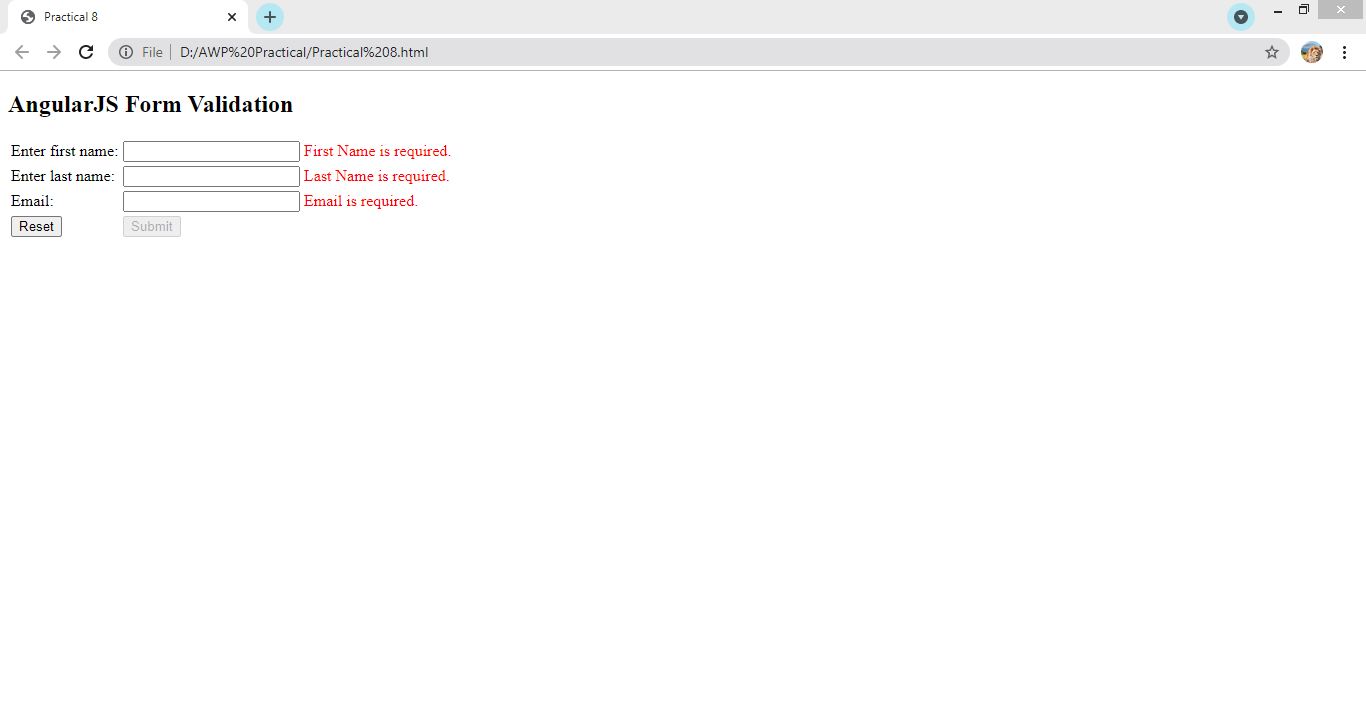 Practical 8
File D:/AWP%20Practical/Practical%208.html
AngularJS Form Validation
Enter first name: First Name is required.
Enter last name: Last Name is required.
Email: Email is required.
Reset Submit